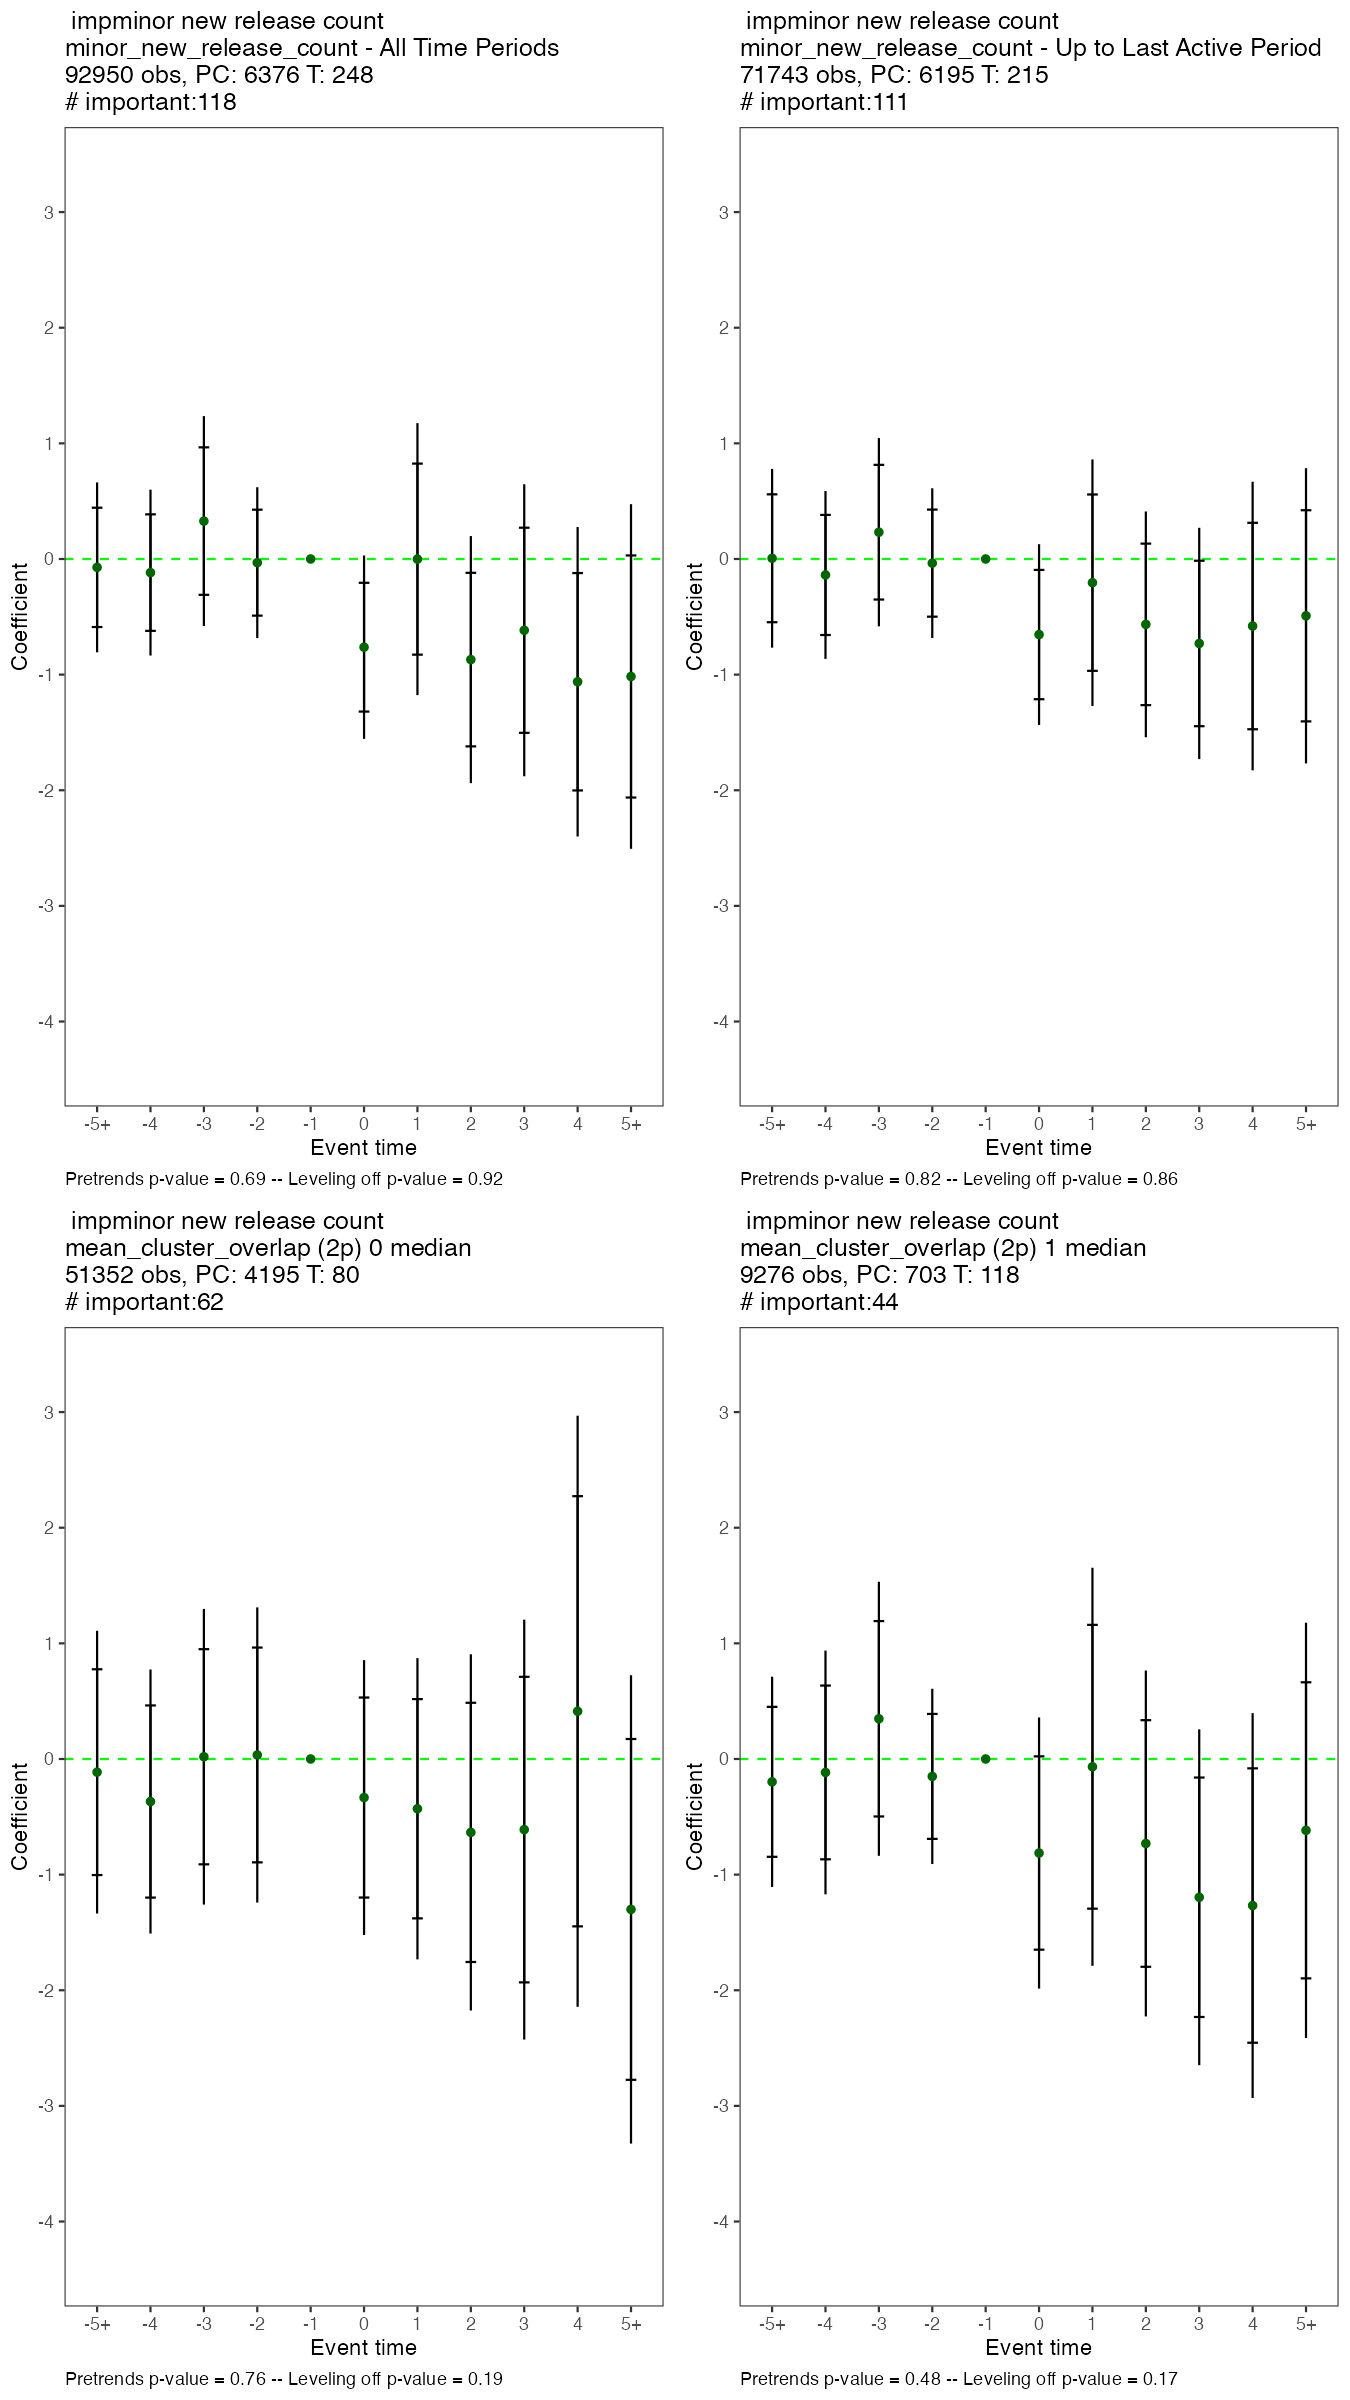 impminor new release count
minor_new_release_count - All Time Periods
92950 obs, PC: 6376 T: 248
# important:118
3
2
1
0
-1
-2
-3
-4
Coefficient
-5+ -4 -3 -2 -1 0 1 2 3 4 5+
Event time
Pretrends p-value = 0.69 -- Leveling off p-value = 0.92
impminor new release count
minor_new_release_count - Up to Last Active Period
71743 obs, PC: 6195 T: 215
# important:111
3
2
1
0
-1
-2
-3
-4
Coefficient
-5+ -4 -3 -2 -1 0 1 2 3 4 5+
Event time
Pretrends p-value = 0.82 -- Leveling off p-value = 0.86
impminor new release count
mean_cluster_overlap (2p) 0 median
51352 obs, PC: 4195 T: 80
# important:62
3
2
1
0
-1
-2
-3
-4
Coefficient
-5+ -4 -3 -2 -1 0 1 2 3 4 5+
Event time
Pretrends p-value = 0.76 -- Leveling off p-value = 0.19
impminor new release count
mean_cluster_overlap (2p) 1 median
9276 obs, PC: 703 T: 118
# important:44
3
2
1
0
-1
-2
-3
-4
Coefficient
-5+ -4 -3 -2 -1 0 1 2 3 4 5+
Event time
Pretrends p-value = 0.48 -- Leveling off p-value = 0.17